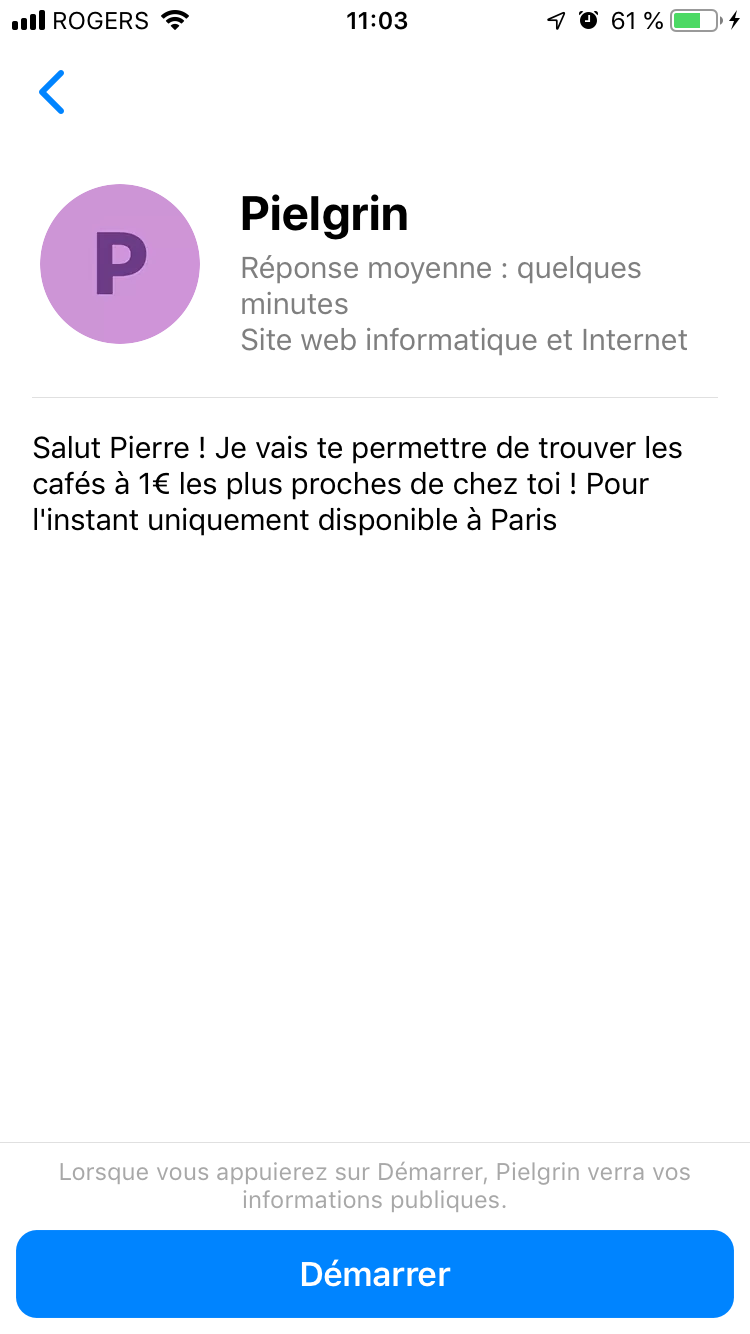 ROGERS 11:03 61 %
P
Pielgrin
Réponse moyenne : quelques
minutes
Site web informatique et Internet
Salut Pierre ! Je vais te permettre de trouver les
cafés à 1€ les plus proches de chez toi ! Pour
l'instant uniquement disponible à Paris
Lorsque vous appuierez sur Démarrer, Pielgrin verra vos
informations publiques.
Démarrer